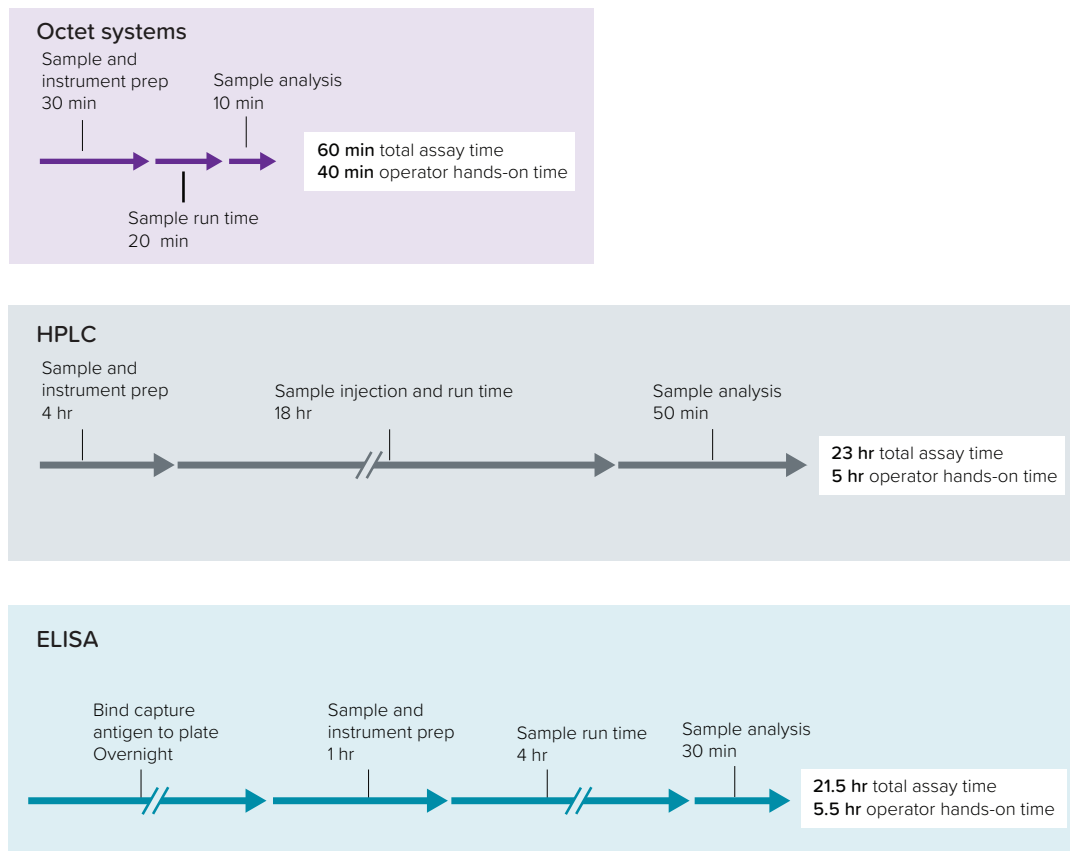 Octet systems
Sample and
instrument prep
30 min
Sample analysis
10 min
60 min total assay time
40 min operator hands-on time
Sample run time
20 min
HPLC
Sample and
instrument prep
4 hr
Sample injection and run time
18 hr
Sample analysis
50 min
23 hr total assay time
5 hr operator hands-on time
ELISA
Bind capture
antigen to plate
Overnight
Sample and
instrument prep
1 hr
Sample run time
4 hr
Sample analysis
30 min
21.5 hr total assay time
5.5 hr operator hands-on time